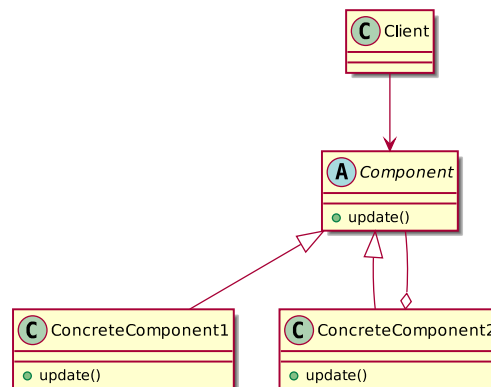 C Client
A Component
update()
C ConcreteComponent1
C ConcreteComponent2
update()
update()